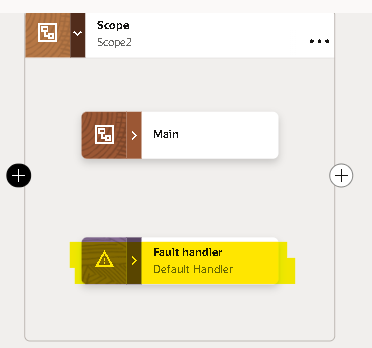 Scope
Scope2
Main
Fault handler
Default Handler